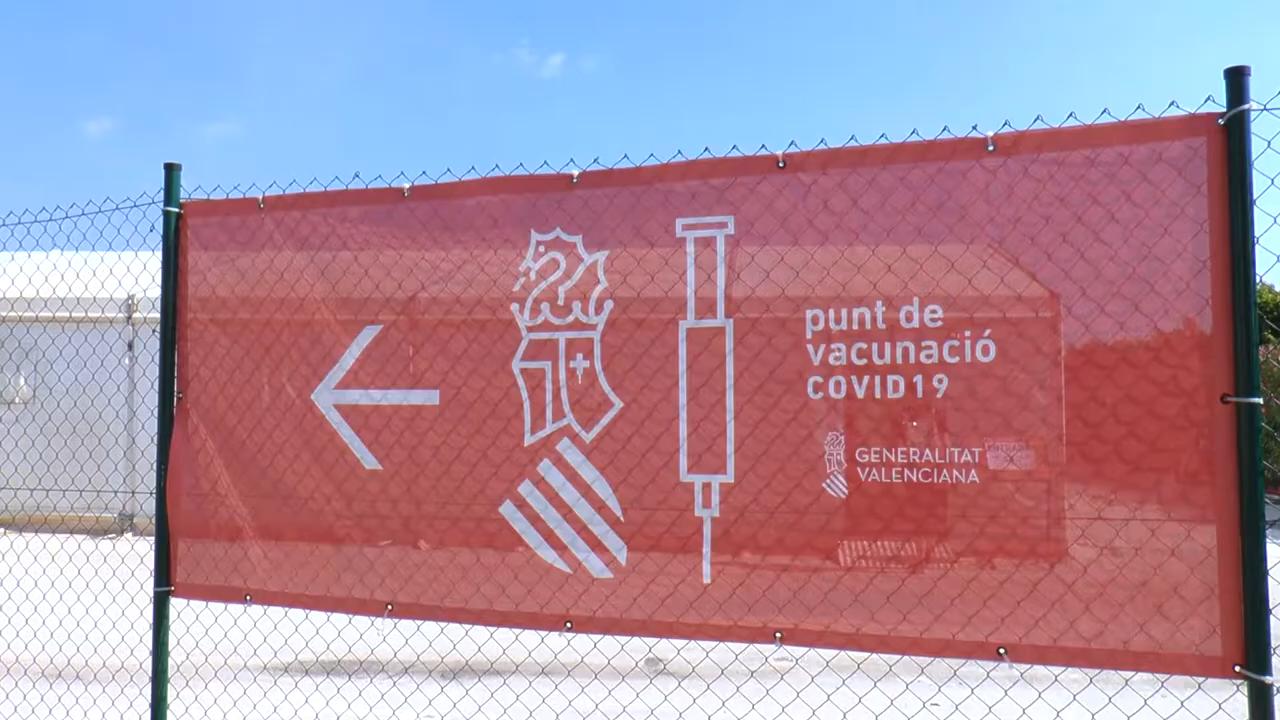 punt de
vacunació
COVID19
GENERALITAT
VALENCIANA